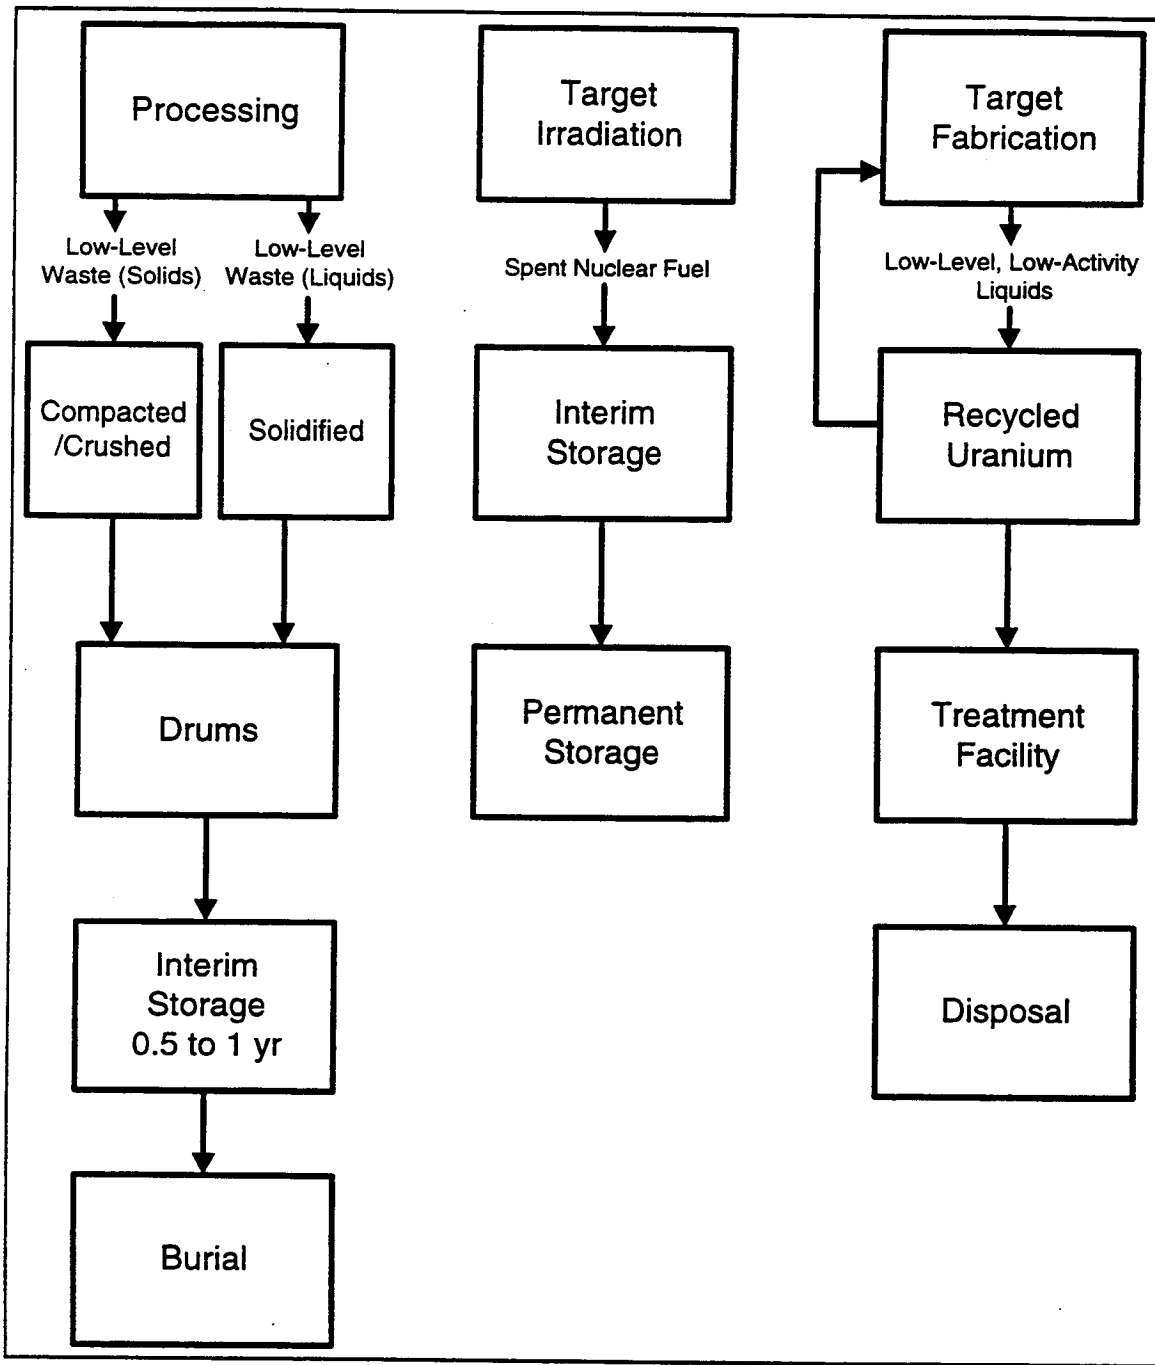 Processing
Low-Level
Waste (Solids)
Low-Level
Waste (Liquids)
Compacted
/Crushed
Solidified
Drums
Interim
Storage
0.5 to 1 yr
Burial
Target
Irradiation
Spent Nuclear Fuel
Interim
Storage
Permanent
Storage
Target
Fabrication
Low-Level, Low-Activity
Liquids
Recycled
Uranium
Treatment
Facility
Disposal